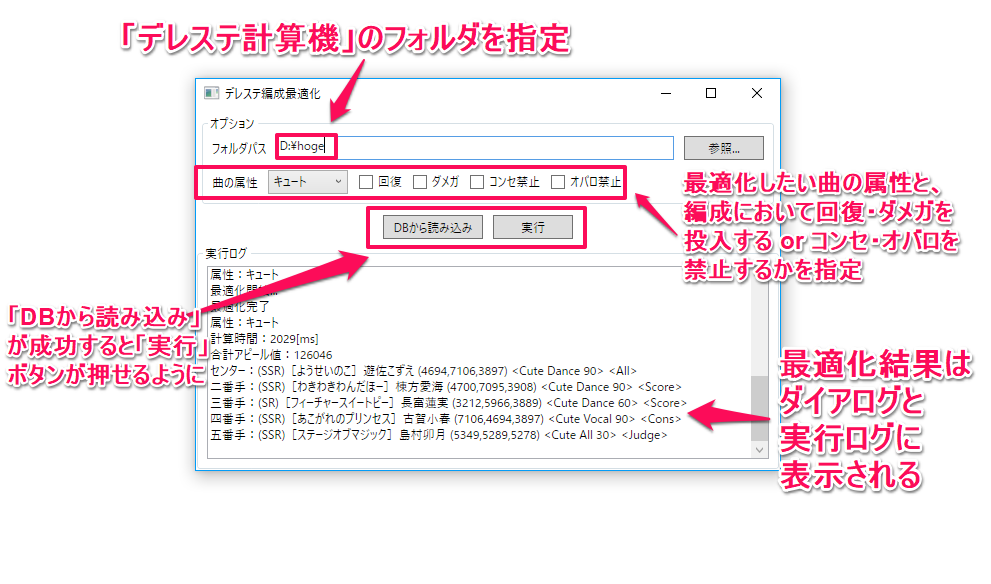 「デレステ計算機」のフォルダを指定
デレステ編成最適化
オプション
フォルダパス D:¥hoge 参照...
曲の属性 キュート 回復 ダメガ コンセ禁止 オバロ禁止
最適化したい曲の属性と、
編成において回復・ダメガを
投入する or コンセ・オバロを
禁止するかを指定
DBから読み込み 実行
実行ログ
属性：キュート
最適化開始...
最適化完了
属性：キュート
計算時間：2029[ms]
合計アピール値：126046
センター：(SSR) [ようせいのこ] 遊佐こずえ (4694,7106,3897) <Cute Dance 90> <All>
二番手：(SSR) [わきわきわんだほー] 棟方愛海 (4700,7095,3908) <Cute Dance 90> <Score>
三番手：(SR) [フィーチャースイートピー] 長富蓮実 (3212,5966,3889) <Cute Dance 60> <Score>
四番手：(SSR) [あこがれのプリンセス] 古賀小春 (7106,4694,3897) <Cute Vocal 90> <Cons>
五番手：(SSR) [ステージオブマジック] 島村卯月 (5349,5289,5278) <Cute All 30> <Judge>
「DBから読み込み」
が成功すると「実行」
ボタンが押せるように
最適化結果は
ダイアログと
実行ログに
表示される